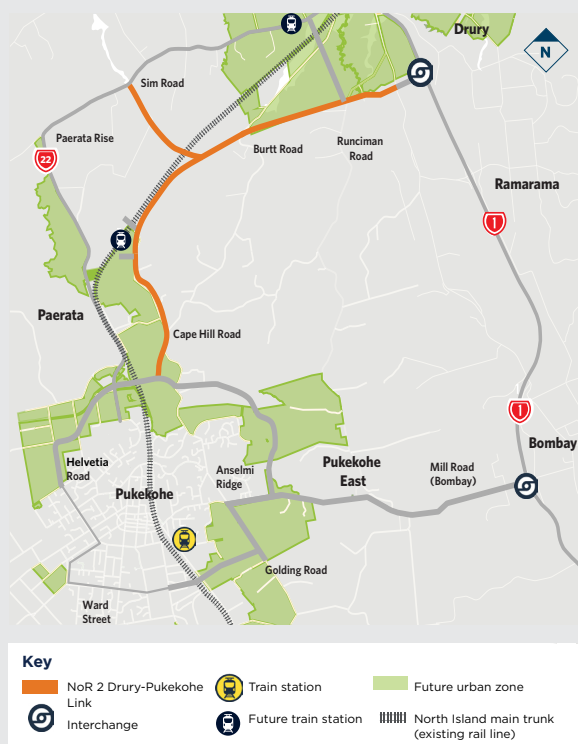 Drury
N
Sim Road
Paerata Rise
Burtt Road
Runciman
Road
22
Ramarama
1
Paerata
Cape Hill Road
1
Bombay
Helvetia
Road
Anselmi
Ridge
Pukekohe
East
Mill Road
(Bombay)
Pukekohe
Golding Road
Ward
Street
Key
NoR 2 Drury-Pukekohe
Link
Interchange
Train station
Future train station
Future urban zone
North Island main trunk
(existing rail line)